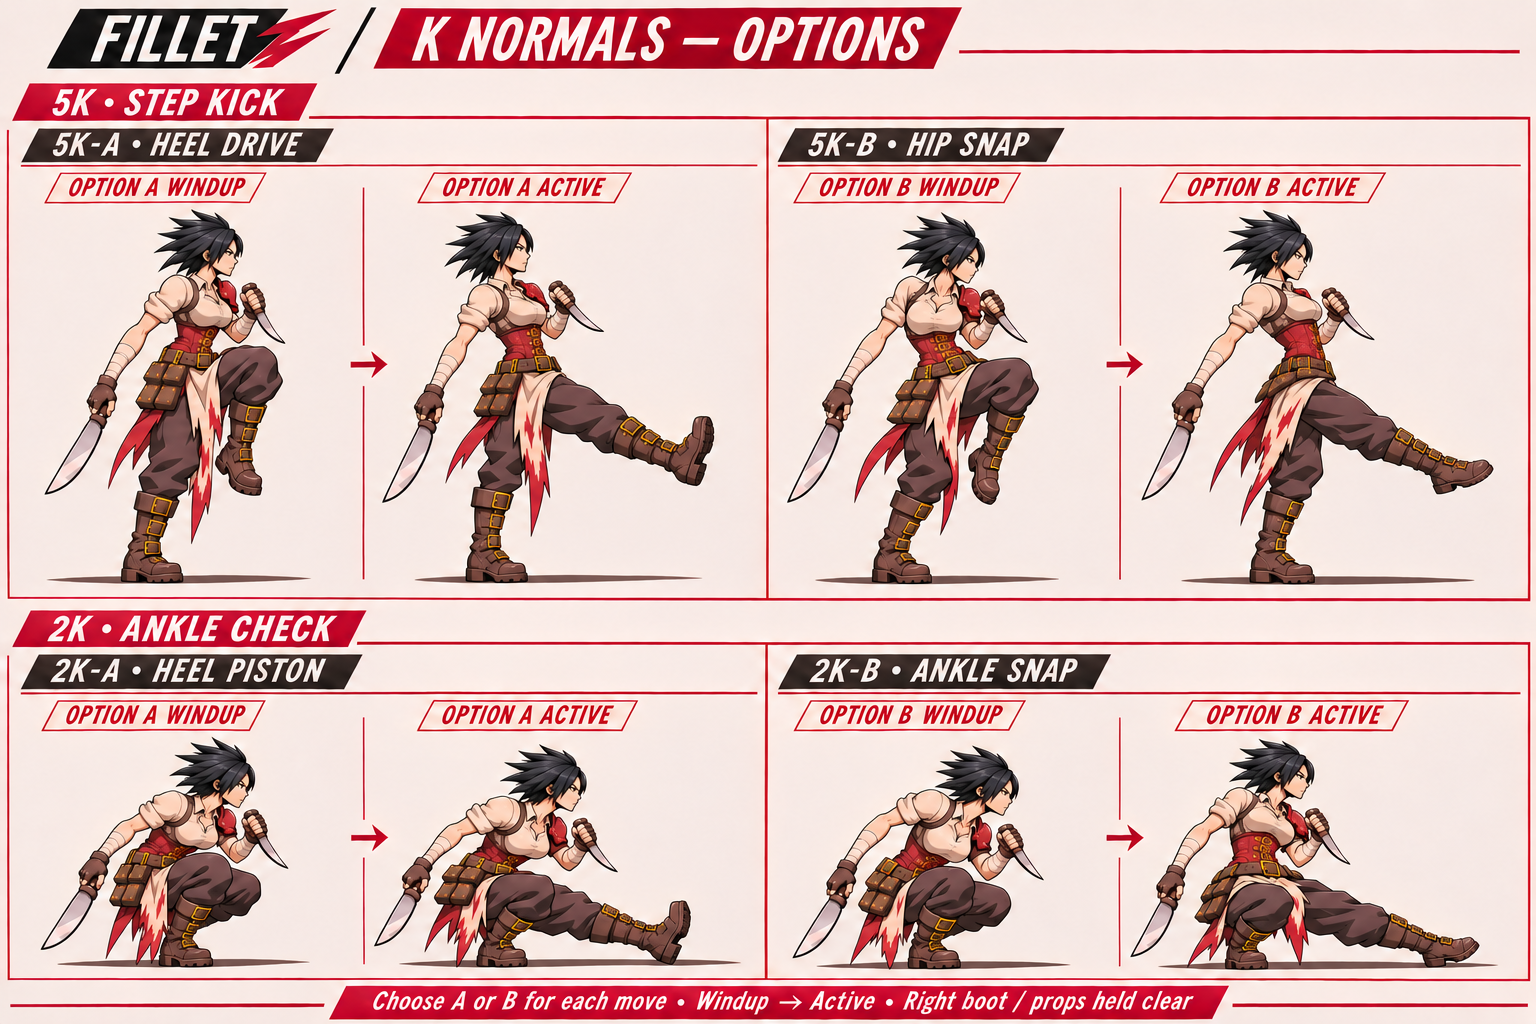 FILLET / K NORMALS — OPTIONS
5K • STEP KICK
5K-A • HEEL DRIVE
OPTION A WINDUP
OPTION A ACTIVE
5K-B • HIP SNAP
OPTION B WINDUP
OPTION B ACTIVE
2K • ANKLE CHECK
2K-A • HEEL PISTON
OPTION A WINDUP
OPTION A ACTIVE
2K-B • ANKLE SNAP
OPTION B WINDUP
OPTION B ACTIVE
Choose A or B for each move • Windup → Active • Right boot / props held clear